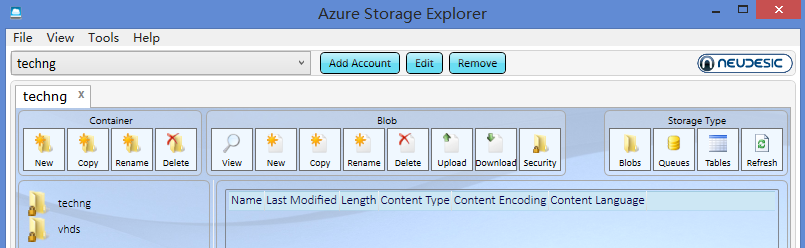 Azure Storage Explorer
File View Tools Help
techng Add Account Edit Remove NEUDESIC
techng x
Container Blob Storage Type
New Copy Rename Delete View New Copy Rename Delete Upload Download Security Blobs Queues Tables Refresh
techng
Name Last Modified Length Content Type Content Encoding Content Language
vhds